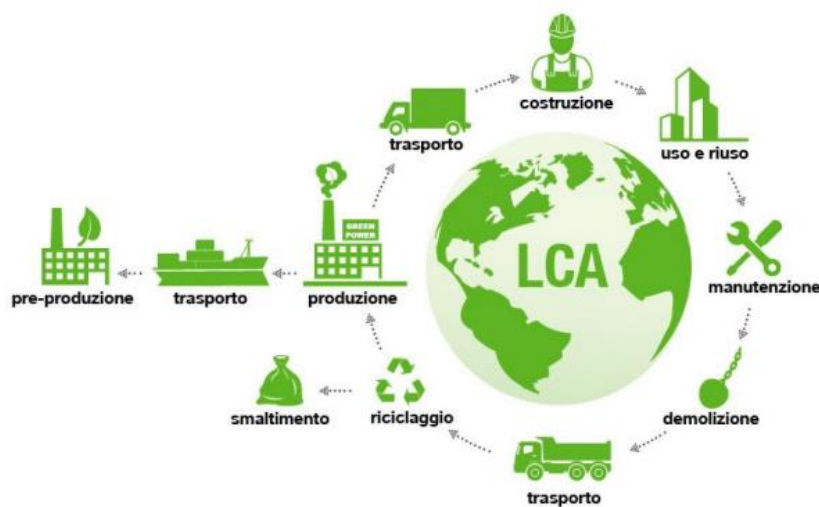 costruzione
trasporto
uso e riuso
GREEN
POWER
LCA
pre-produzione
trasporto
produzione
manutenzione
smaltimento
riciclaggio
demolizione
trasporto